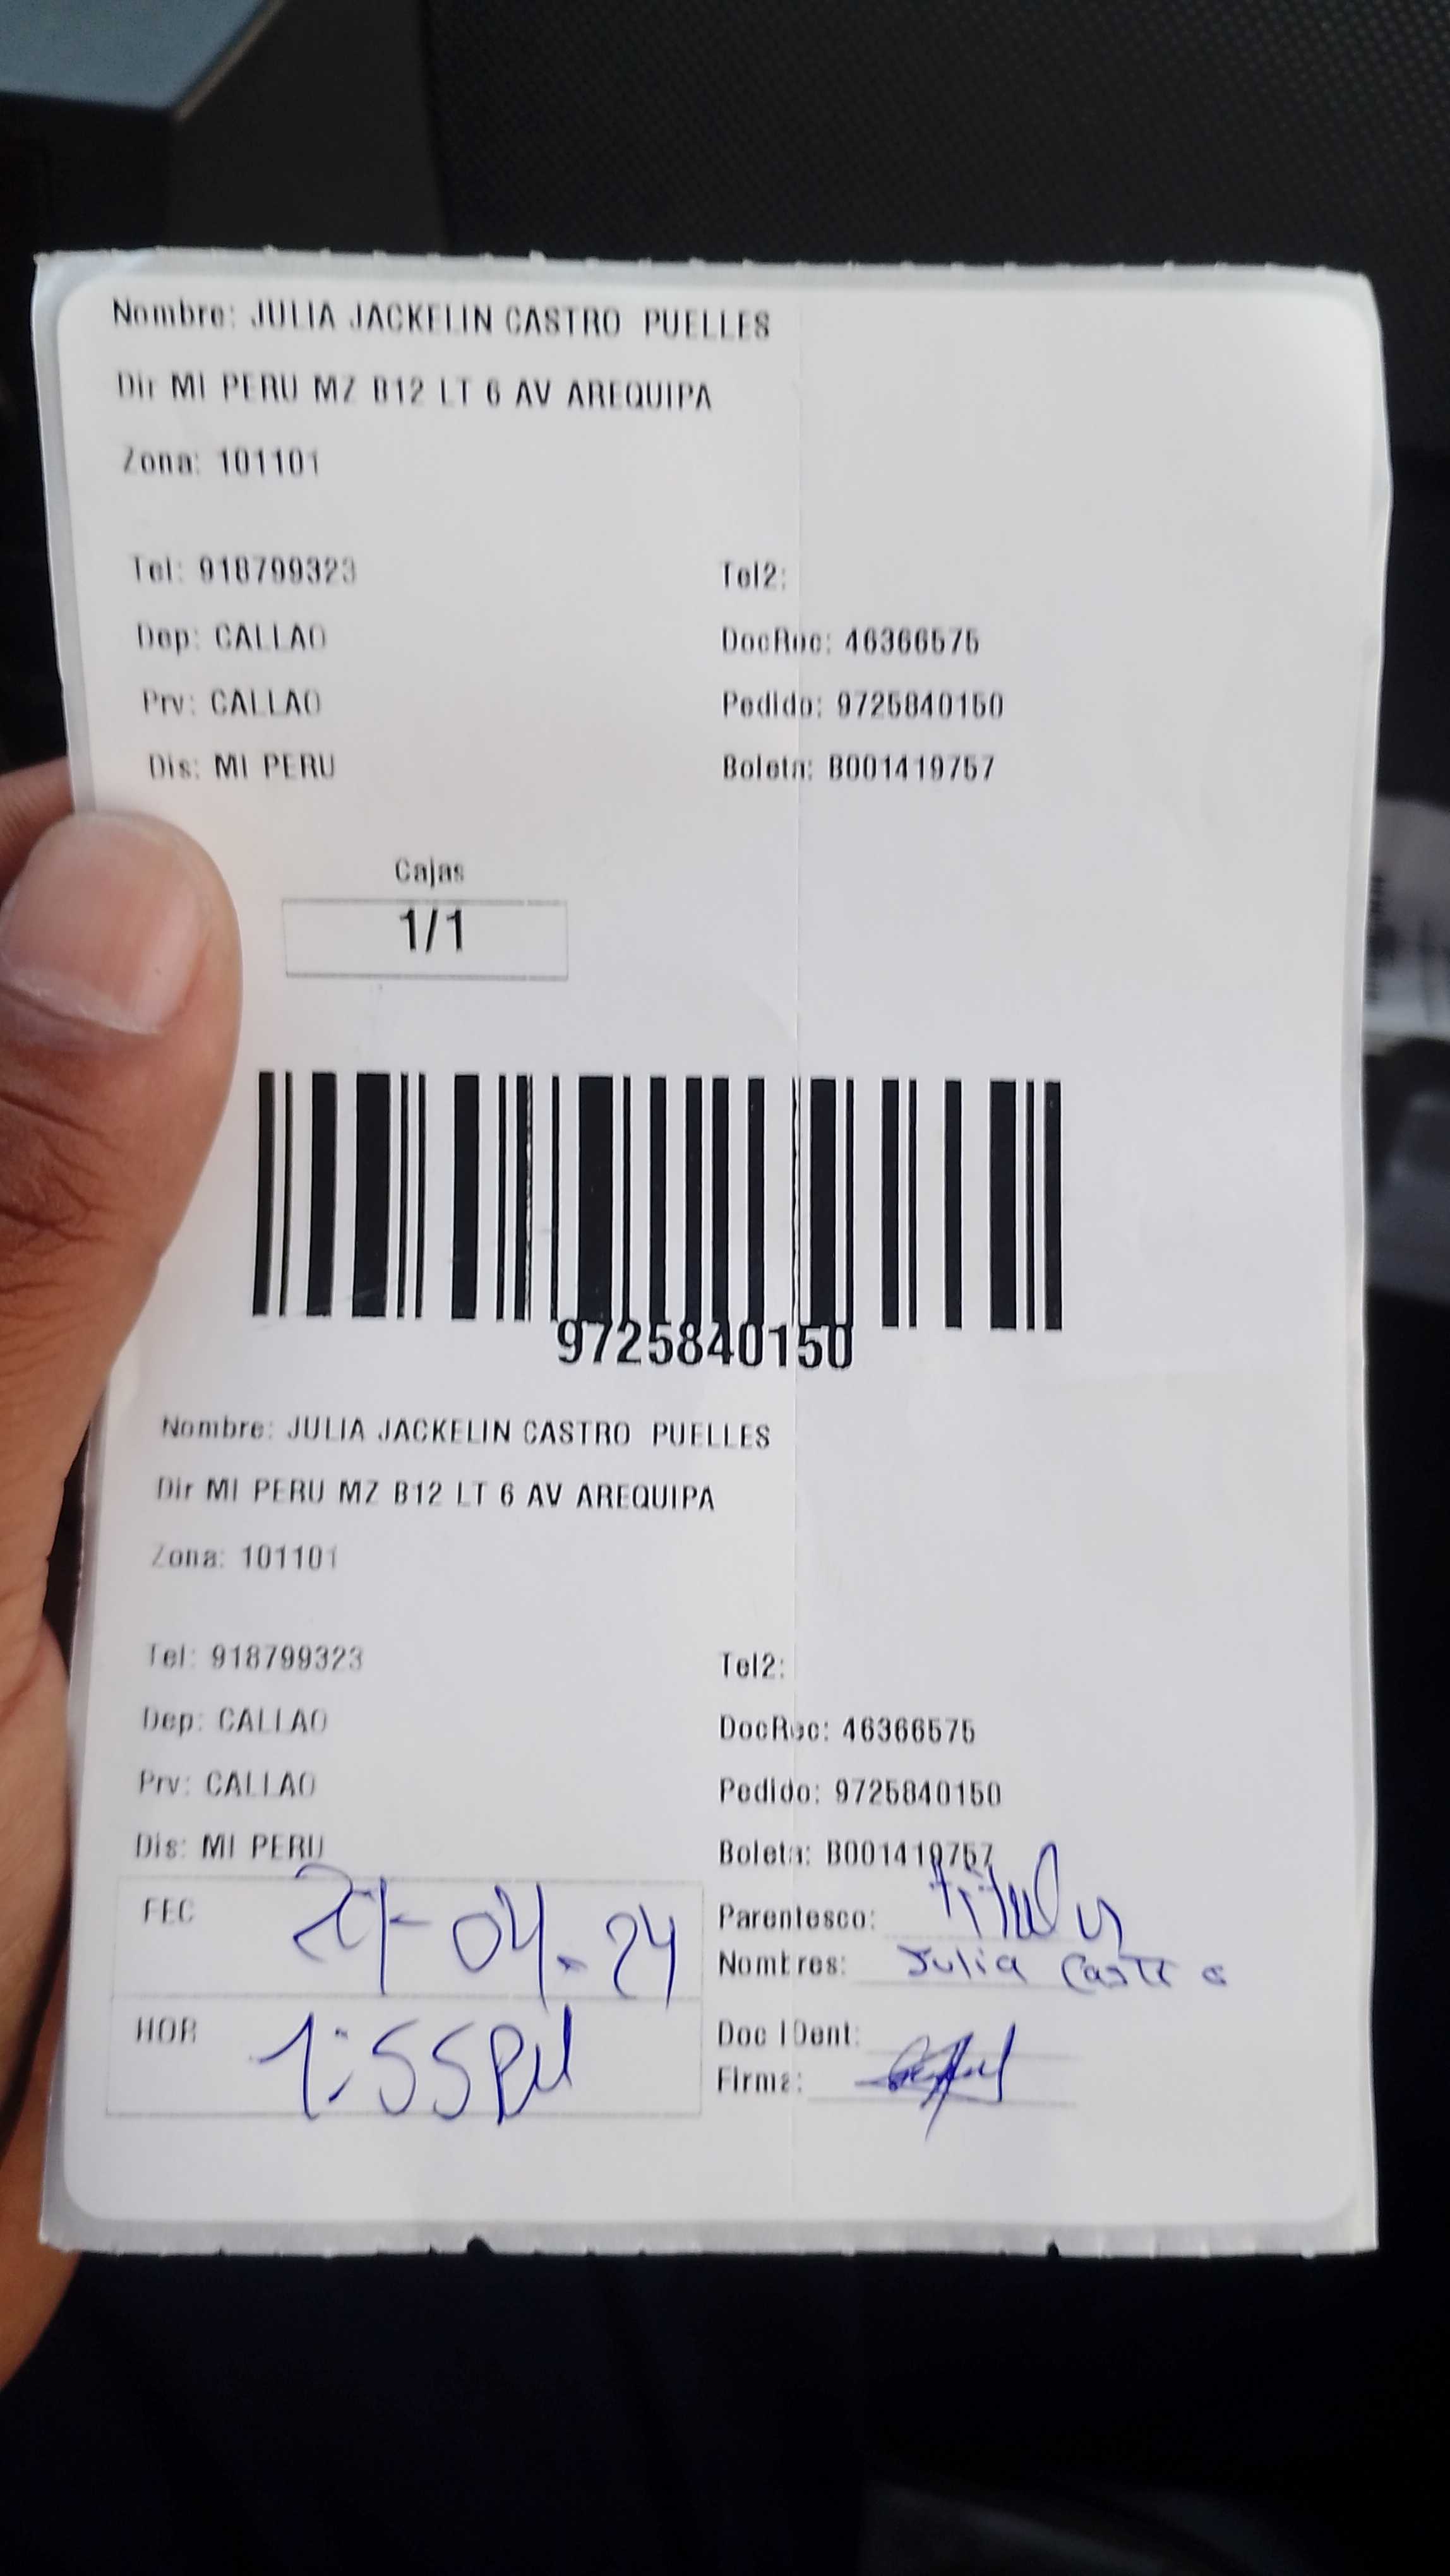 Nombre: JULIA JACKELIN CASTRO PUELLES
Dir MI PERU MZ B12 LT 6 AV AREQUIPA
Zona: 101101
Tel: 918799323 Tel2:
Dep: CALLAO DocRec: 46366575
Prv: CALLAO Pedido: 9725840150
Dis: MI PERU Boleta: B001419757
Cajas
1/1
9725840150
Nombre: JULIA JACKELIN CASTRO PUELLES
Dir MI PERU MZ B12 LT 6 AV AREQUIPA
Zona: 101101
Tel: 918799323 Tel2:
Dep: CALLAO DocRec: 46366575
Prv: CALLAO Pedido: 9725840150
Dis: MI PERU Boleta: B001419757
FEC Parentesco: titular
Nombres: Julia Castro
HOR 1:55PM Doc IDent:
Firma: